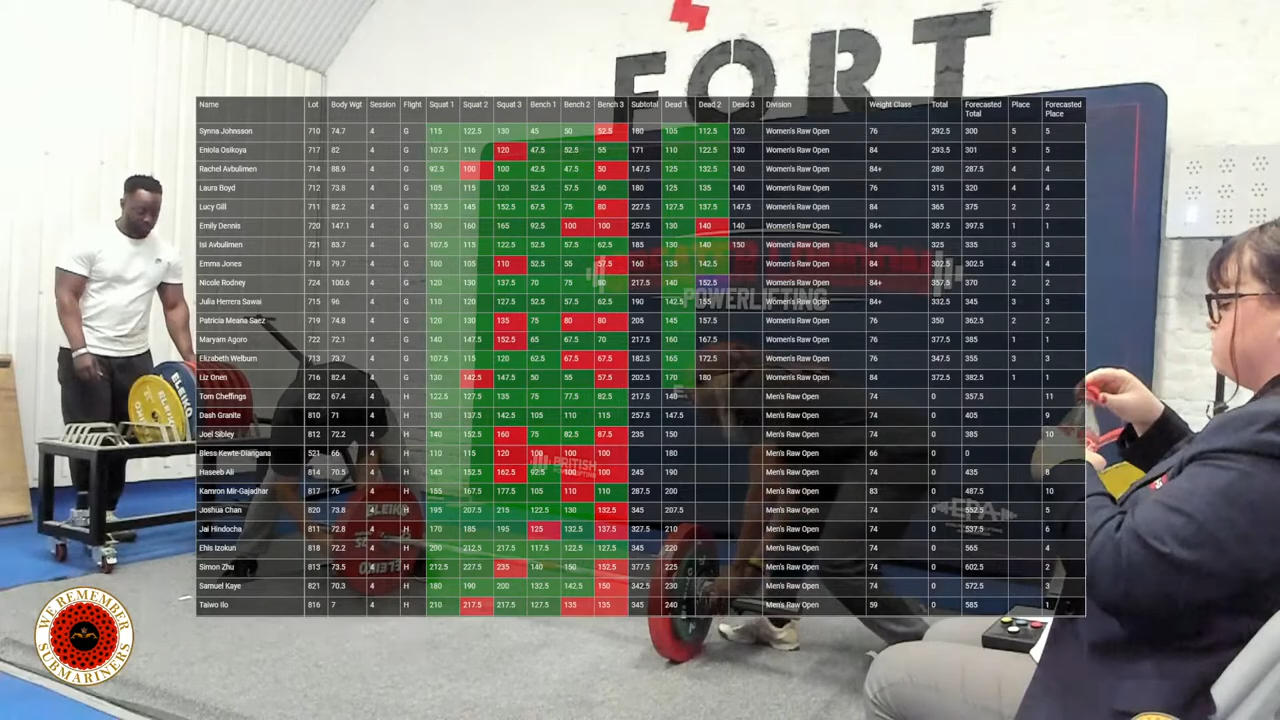 FORT
Name Lot Body Wgt Session Flight Squat 1 Squat 2 Squat 3 Bench 1 Bench 2 Bench 3 Subtotal Dead 1 Dead 2 Dead 3 Division Weight Class Total Forecasted Total Place Forecasted Place
Synna Johnsson 710 74.7 4 G 115 122.5 130 45 50 52.5 180 105 112.5 120 Women's Raw Open 76 292.5 300 5 5
Eniola Osikoya 717 82 4 G 107.5 116 120 47.5 52.5 55 171 110 122.5 130 Women's Raw Open 84 293.5 301 5 5
Rachel Avbulimen 714 88.9 4 G 92.5 100 100 42.5 47.5 50 147.5 125 132.5 140 Women's Raw Open 84+ 280 287.5 4 4
Laura Boyd 712 73.8 4 G 105 115 120 52.5 57.5 60 180 125 135 140 Women's Raw Open 76 315 320 4 4
Lucy Gill 711 82.2 4 G 132.5 145 152.5 67.5 75 80 227.5 127.5 137.5 147.5 Women's Raw Open 84 365 375 2 2
Emily Dennis 720 147.1 4 G 150 160 165 92.5 100 100 257.5 130 140 140 Women's Raw Open 84+ 387.5 397.5 1 1
Isi Avbulimen 721 83.7 4 G 107.5 115 122.5 52.5 57.5 62.5 185 130 140 150 Women's Raw Open 84 325 335 3 3
Emma Jones 718 79.7 4 G 100 105 110 52.5 55 57.5 160 135 142.5 Women's Raw Open 84 302.5 302.5 4 4
Nicole Rodney 724 100.6 4 G 120 130 137.5 70 75 80 217.5 140 152.5 Women's Raw Open 84+ 357.5 370 2 2
Julia Herrera Sawai 715 96 4 G 110 120 127.5 52.5 57.5 62.5 190 142.5 155 Women's Raw Open 84+ 332.5 345 3 3
Patricia Meana Saez 719 74.8 4 G 120 130 135 75 80 80 205 145 157.5 Women's Raw Open 76 350 362.5 2 2
Maryam Agoro 722 72.1 4 G 140 147.5 152.5 65 67.5 70 217.5 160 167.5 Women's Raw Open 76 377.5 385 1 1
Elizabeth Welburn 713 73.7 4 G 107.5 115 120 62.5 67.5 67.5 182.5 165 172.5 Women's Raw Open 76 347.5 355 3 3
Liz Onen 716 82.4 4 G 130 142.5 147.5 50 55 57.5 202.5 170 180 Women's Raw Open 84 372.5 382.5 1 1
Tom Cheffings 822 67.4 4 H 122.5 127.5 135 75 77.5 82.5 217.5 140 Men's Raw Open 74 0 357.5 11
Dash Granite 810 71 4 H 130 137.5 142.5 105 110 115 257.5 147.5 Men's Raw Open 74 0 405 9
Joel Sibley 812 72.2 4 H 140 152.5 160 75 82.5 87.5 235 150 Men's Raw Open 74 0 385 10
Bless Kewte-Diangana 521 66 4 H 110 115 120 100 100 100 180 Men's Raw Open 66 0 0
Haseeb Ali 814 70.5 4 H 145 152.5 162.5 92.5 100 100 245 190 Men's Raw Open 74 0 435 8
Kamron Mir-Gajadhar 817 76 4 H 155 167.5 177.5 105 110 110 287.5 200 Men's Raw Open 83 0 487.5 10
Joshua Chan 820 73.8 4 H 195 207.5 215 122.5 130 132.5 345 207.5 Men's Raw Open 74 0 552.5 5
Jai Hindocha 811 72.8 4 H 170 185 195 125 132.5 137.5 327.5 210 Men's Raw Open 74 0 537.5 6
Ehis Izokun 818 72.2 4 H 200 212.5 217.5 117.5 122.5 127.5 345 220 Men's Raw Open 74 0 565 4
Simon Zhu 813 73.5 4 H 212.5 227.5 235 140 150 152.5 377.5 225 Men's Raw Open 74 0 602.5 2
Samuel Kaye 821 70.3 4 H 180 190 200 132.5 142.5 150 342.5 230 Men's Raw Open 74 0 572.5 3
Taiwo Ilo 816 7 4 H 210 217.5 217.5 127.5 135 135 345 240 Men's Raw Open 59 0 585 1
POWERLIFTING
BRITISH
EPA
ELEIKO
ELEIKO
WE REMEMBER
SUBMARINERS